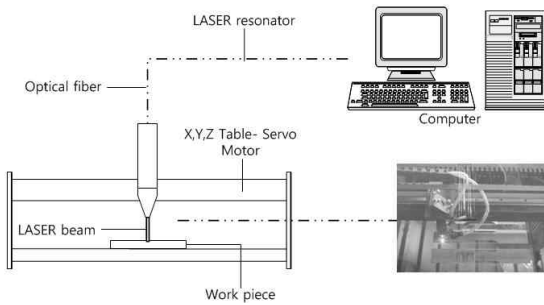 LASER resonator
Optical fiber
Computer
X,Y,Z Table- Servo
Motor
LASER beam
Work piece